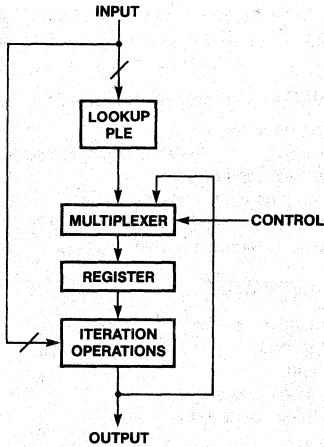 INPUT
LOOKUP
PLE
MULTIPLEXER
CONTROL
REGISTER
ITERATION
OPERATIONS
OUTPUT